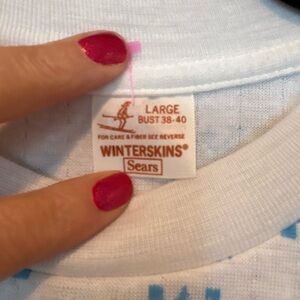 LARGE
BUST 38-40
FOR CARE & FIBER SEE REVERSE
WINTERSKINS®
Sears